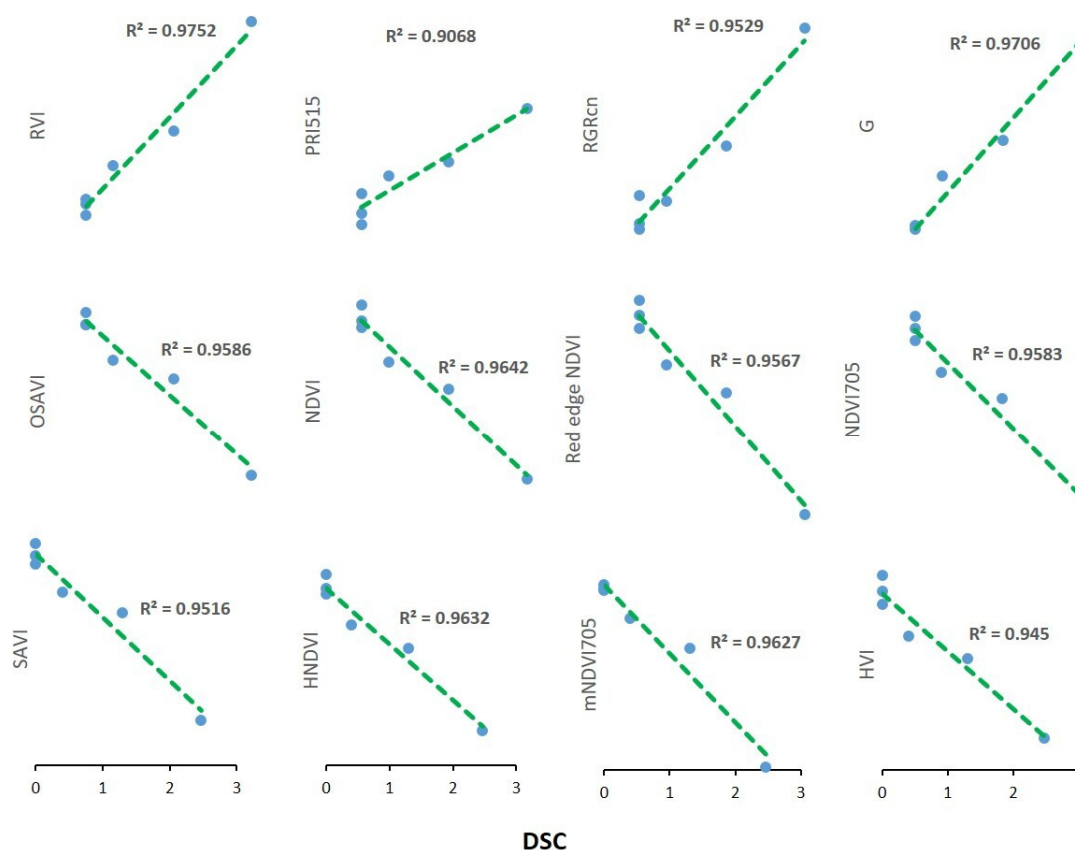 RVI
R² = 0.9752
PRI515
R² = 0.9068
RGRcn
R² = 0.9529
G
R² = 0.9706
OSAVI
R² = 0.9586
NDVI
R² = 0.9642
Red edge NDVI
R² = 0.9567
NDVI705
R² = 0.9583
SAVI
R² = 0.9516
HNDVI
R² = 0.9632
mNDVI705
R² = 0.9627
HVI
R² = 0.945
0 1 2 3
0 1 2 3
0 1 2 3
0 1 2
DSC